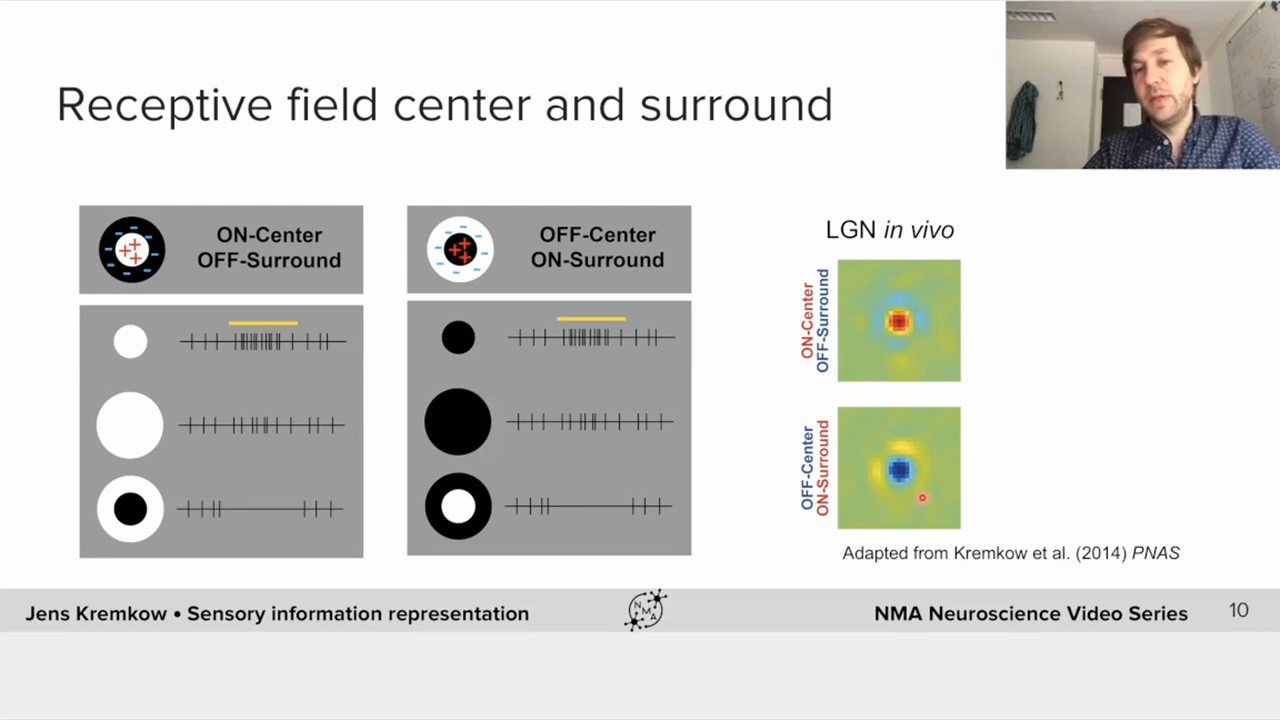 Receptive field center and surround
ON-Center
OFF-Surround
OFF-Center
ON-Surround
LGN in vivo
ON-Center
OFF-Surround
OFF-Center
ON-Surround
Adapted from Kremkow et al. (2014) PNAS
Jens Kremkow • Sensory information representation
NMA
NMA Neuroscience Video Series
10